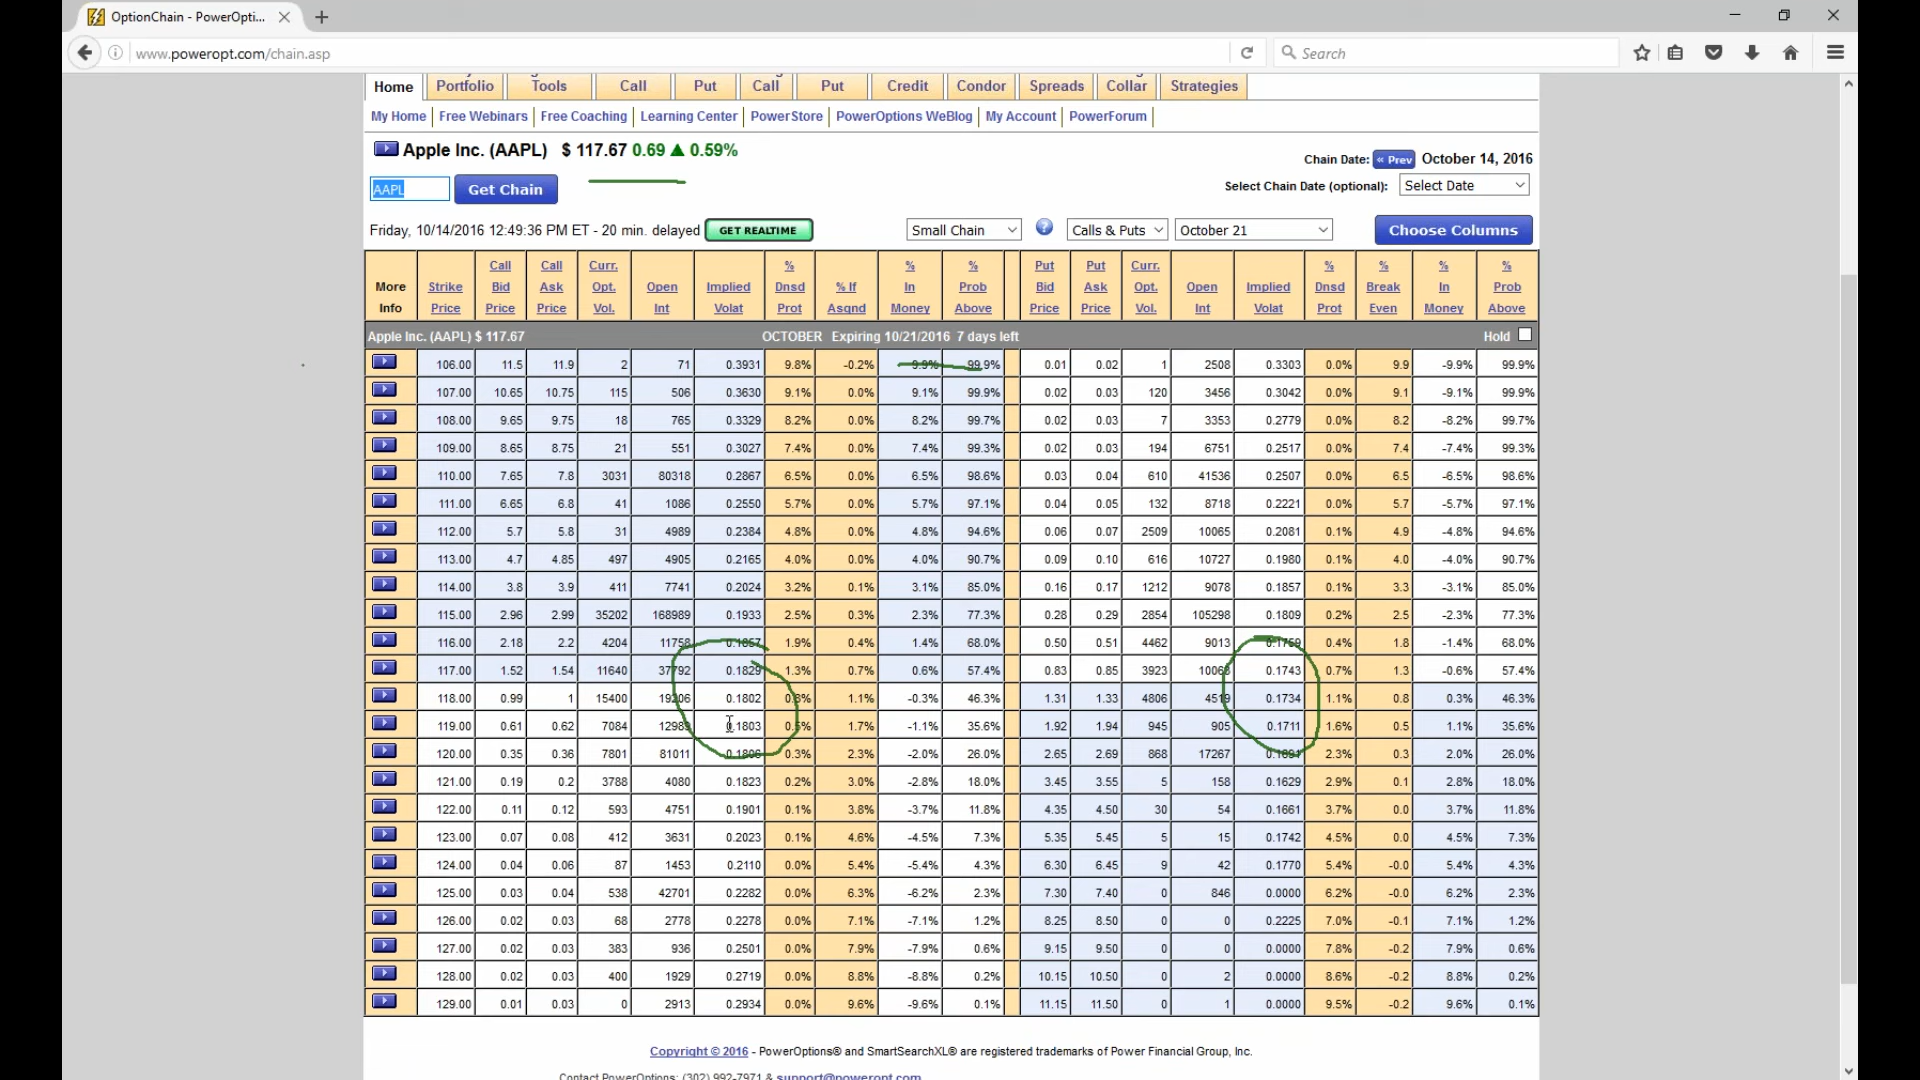 OptionChain - PowerOpti...
www.poweropt.com/chain.asp Search
Home Portfolio Tools Call Put Call Put Credit Condor Spreads Collar Strategies
My Home Free Webinars Free Coaching Learning Center PowerStore PowerOptions WeBlog My Account PowerForum
Apple Inc. (AAPL) $ 117.67 0.69 ▲ 0.59%
Chain Date: « Prev October 14, 2016
AAPL Get Chain Select Chain Date (optional): Select Date
Friday, 10/14/2016 12:49:36 PM ET - 20 min. delayed GET REALTIME Small Chain ? Calls & Puts October 21 Choose Columns
Call Call Curr. % % % Put Put Curr. % % % %
More Strike Bid Ask Opt. Open Implied Dnsd % If In Prob Bid Ask Opt. Open Implied Dnsd Break In Prob
Info Price Price Price Vol. Int Volat Prot Asqnd Money Above Price Price Vol. Int Volat Prot Even Money Above
Apple Inc. (AAPL) $ 117.67 OCTOBER Expiring 10/21/2016 7 days left Hold
106.00 11.5 11.9 2 71 0.3931 9.8% -0.2% 9.9% 99.9% 0.01 0.02 1 2508 0.3303 0.0% 9.9 -9.9% 99.9%
107.00 10.65 10.75 115 506 0.3630 9.1% 0.0% 9.1% 99.9% 0.02 0.03 120 3456 0.3042 0.0% 9.1 -9.1% 99.9%
108.00 9.65 9.75 18 765 0.3329 8.2% 0.0% 8.2% 99.7% 0.02 0.03 7 3353 0.2779 0.0% 8.2 -8.2% 99.7%
109.00 8.65 8.75 21 551 0.3027 7.4% 0.0% 7.4% 99.3% 0.02 0.03 194 6751 0.2517 0.0% 7.4 -7.4% 99.3%
110.00 7.65 7.8 3031 80318 0.2867 6.5% 0.0% 6.5% 98.6% 0.03 0.04 610 41536 0.2507 0.0% 6.5 -6.5% 98.6%
111.00 6.65 6.8 41 1086 0.2550 5.7% 0.0% 5.7% 97.1% 0.04 0.05 132 8718 0.2221 0.0% 5.7 -5.7% 97.1%
112.00 5.7 5.8 31 4989 0.2384 4.8% 0.0% 4.8% 94.6% 0.06 0.07 2509 10065 0.2081 0.1% 4.9 -4.8% 94.6%
113.00 4.7 4.85 497 4905 0.2165 4.0% 0.0% 4.0% 90.7% 0.09 0.10 616 10727 0.1980 0.1% 4.0 -4.0% 90.7%
114.00 3.8 3.9 411 7741 0.2024 3.2% 0.1% 3.1% 85.0% 0.16 0.17 1212 9078 0.1857 0.1% 3.3 -3.1% 85.0%
115.00 2.96 2.99 35202 168989 0.1933 2.5% 0.3% 2.3% 77.3% 0.28 0.29 2854 105298 0.1809 0.2% 2.5 -2.3% 77.3%
116.00 2.18 2.2 4204 11758 0.1857 1.9% 0.4% 1.4% 68.0% 0.50 0.51 4462 9013 0.1759 0.4% 1.8 -1.4% 68.0%
117.00 1.52 1.54 11640 37792 0.1829 1.3% 0.7% 0.6% 57.4% 0.83 0.85 3923 10068 0.1743 0.7% 1.3 -0.6% 57.4%
118.00 0.99 1 15400 19206 0.1802 0.8% 1.1% -0.3% 46.3% 1.31 1.33 4806 4519 0.1734 1.1% 0.8 0.3% 46.3%
119.00 0.61 0.62 7084 12983 0.1803 0.5% 1.7% -1.1% 35.6% 1.92 1.94 945 905 0.1711 1.6% 0.5 1.1% 35.6%
120.00 0.35 0.36 7801 81011 0.1806 0.3% 2.3% -2.0% 26.0% 2.65 2.69 868 17267 0.1694 2.3% 0.3 2.0% 26.0%
121.00 0.19 0.2 3788 4080 0.1823 0.2% 3.0% -2.8% 18.0% 3.45 3.55 5 158 0.1629 2.9% 0.1 2.8% 18.0%
122.00 0.11 0.12 593 4751 0.1901 0.1% 3.8% -3.7% 11.8% 4.35 4.50 30 54 0.1661 3.7% 0.0 3.7% 11.8%
123.00 0.07 0.08 412 3631 0.2023 0.1% 4.6% -4.5% 7.3% 5.35 5.45 5 15 0.1742 4.5% 0.0 4.5% 7.3%
124.00 0.04 0.06 87 1453 0.2110 0.0% 5.4% -5.4% 4.3% 6.30 6.45 9 42 0.1770 5.4% -0.0 5.4% 4.3%
125.00 0.03 0.04 538 42701 0.2282 0.0% 6.3% -6.2% 2.3% 7.30 7.40 0 846 0.0000 6.2% -0.0 6.2% 2.3%
126.00 0.02 0.03 68 2778 0.2278 0.0% 7.1% -7.1% 1.2% 8.25 8.50 0 0 0.2225 7.0% -0.1 7.1% 1.2%
127.00 0.02 0.03 383 936 0.2501 0.0% 7.9% -7.9% 0.6% 9.15 9.50 0 0 0.0000 7.8% -0.2 7.9% 0.6%
128.00 0.02 0.03 400 1929 0.2719 0.0% 8.8% -8.8% 0.2% 10.15 10.50 0 2 0.0000 8.6% -0.2 8.8% 0.2%
129.00 0.01 0.03 0 2913 0.2934 0.0% 9.6% -9.6% 0.1% 11.15 11.50 0 1 0.0000 9.5% -0.2 9.6% 0.1%
Copyright © 2016 - PowerOptions® and SmartSearchXL® are registered trademarks of Power Financial Group, Inc.
Contact PowerOptions: (302) 992-7971 & support@poweropt.com